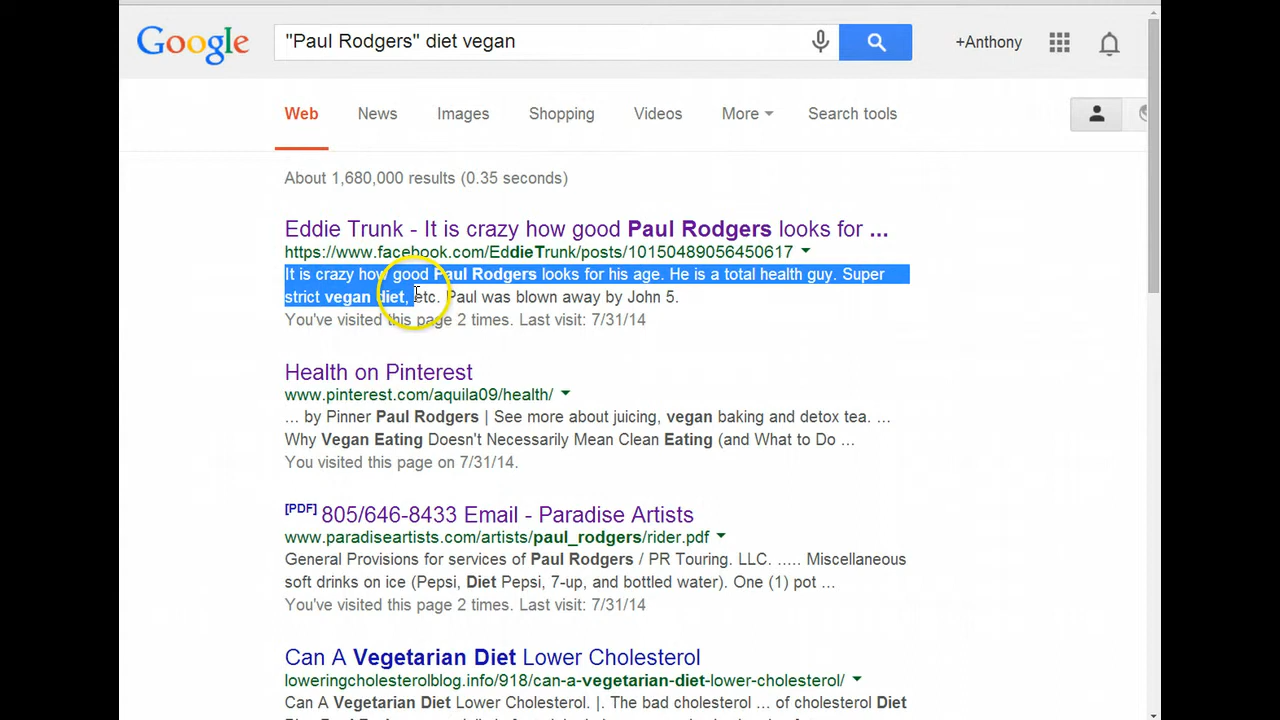 Google
"Paul Rodgers" diet vegan
+Anthony
Web News Images Shopping Videos More Search tools
About 1,680,000 results (0.35 seconds)
Eddie Trunk - It is crazy how good Paul Rodgers looks for ...
https://www.facebook.com/EddieTrunk/posts/10150489056450617
It is crazy how good Paul Rodgers looks for his age. He is a total health guy. Super
strict vegan diet, etc. Paul was blown away by John 5.
You've visited this page 2 times. Last visit: 7/31/14
Health on Pinterest
www.pinterest.com/aquila09/health/
... by Pinner Paul Rodgers | See more about juicing, vegan baking and detox tea. ...
Why Vegan Eating Doesn't Necessarily Mean Clean Eating (and What to Do ...
You visited this page on 7/31/14.
[PDF] 805/646-8433 Email - Paradise Artists
www.paradiseartists.com/artists/paul_rodgers/rider.pdf
General Provisions for services of Paul Rodgers / PR Touring. LLC. ..... Miscellaneous
soft drinks on ice (Pepsi, Diet Pepsi, 7-up, and bottled water). One (1) pot ...
You've visited this page 2 times. Last visit: 7/31/14
Can A Vegetarian Diet Lower Cholesterol
loweringcholesterolblog.info/918/can-a-vegetarian-diet-lower-cholesterol/
Can A Vegetarian Diet Lower Cholesterol. |. The bad cholesterol ... of cholesterol Diet